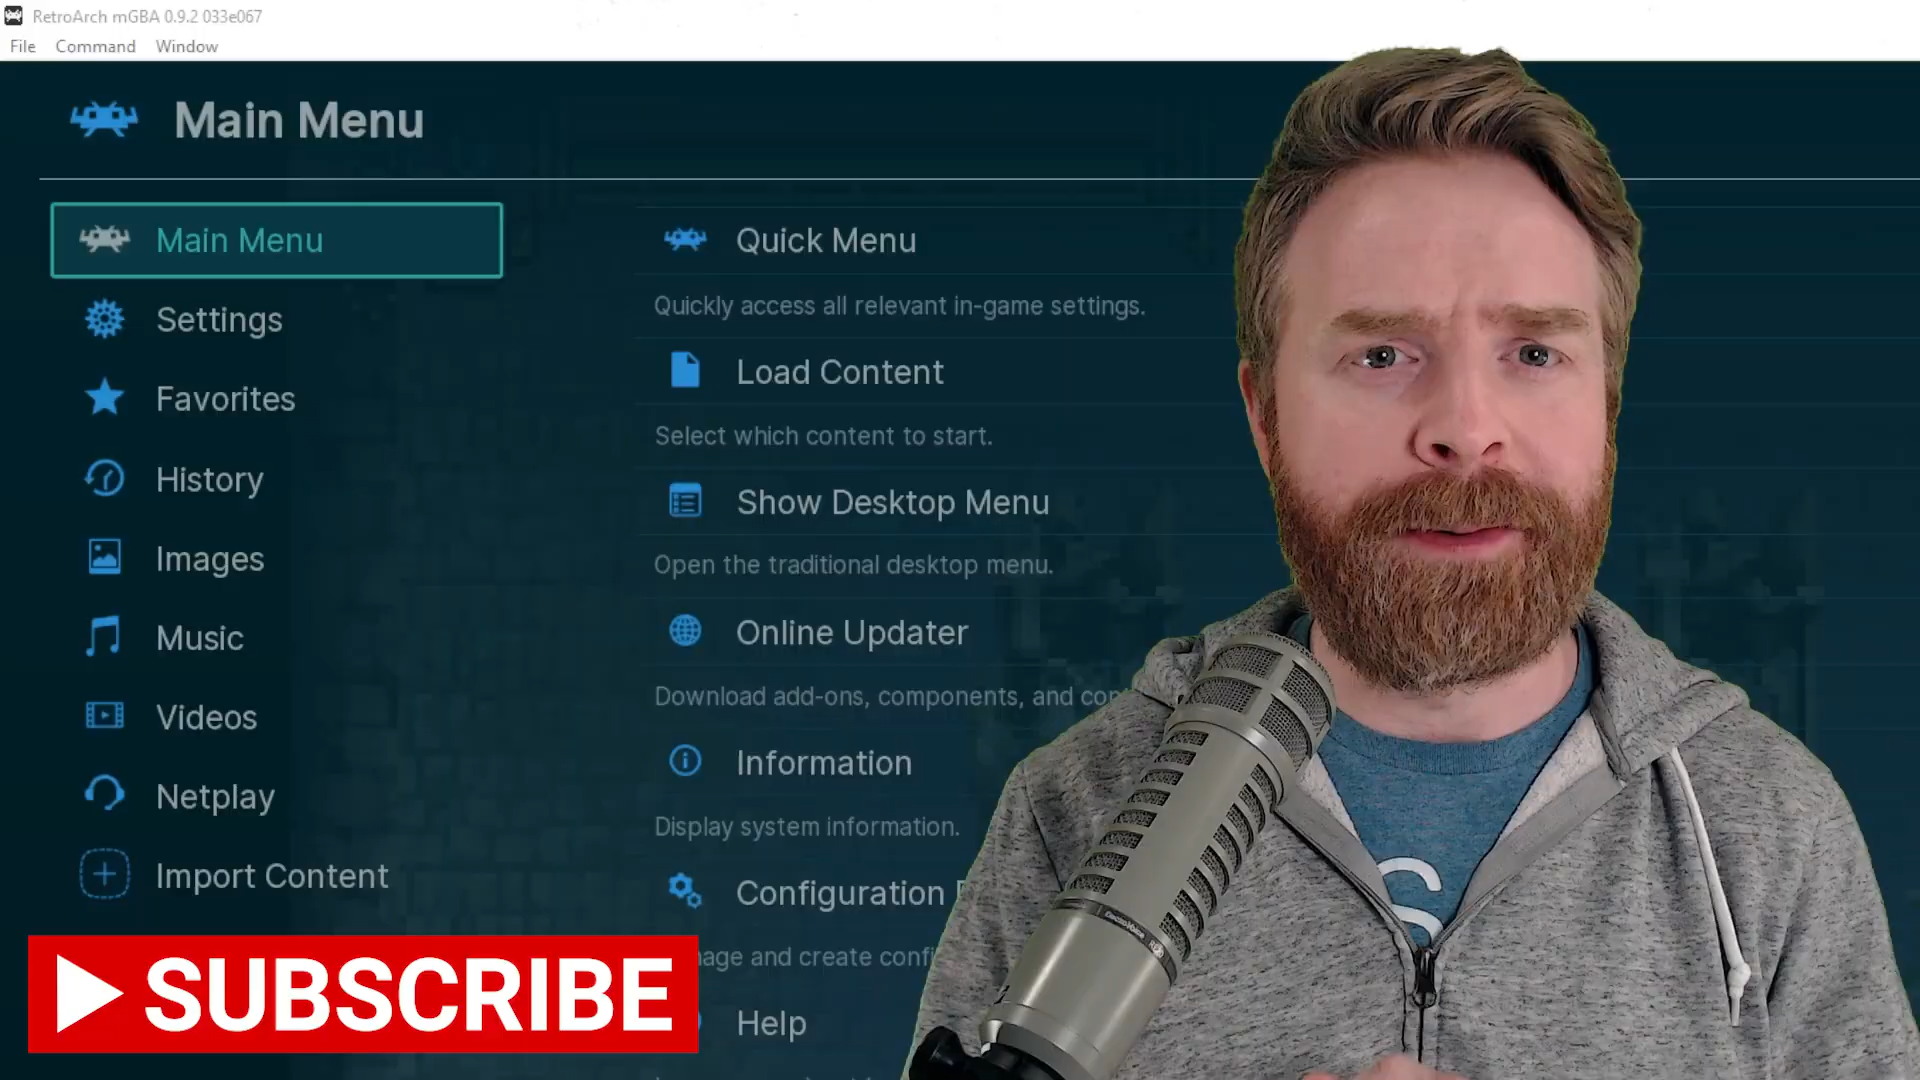 RetroArch mGBA 0.9.2 033e067
File Command Window
Main Menu
Main Menu
Settings
Favorites
History
Images
Music
Videos
Netplay
Import Content
Quick Menu
Quickly access all relevant in-game settings.
Load Content
Select which content to start.
Show Desktop Menu
Open the traditional desktop menu.
Online Updater
Download add-ons, components, and
Information
Display system information.
Configuration
and create
Help
SUBSCRIBE
S